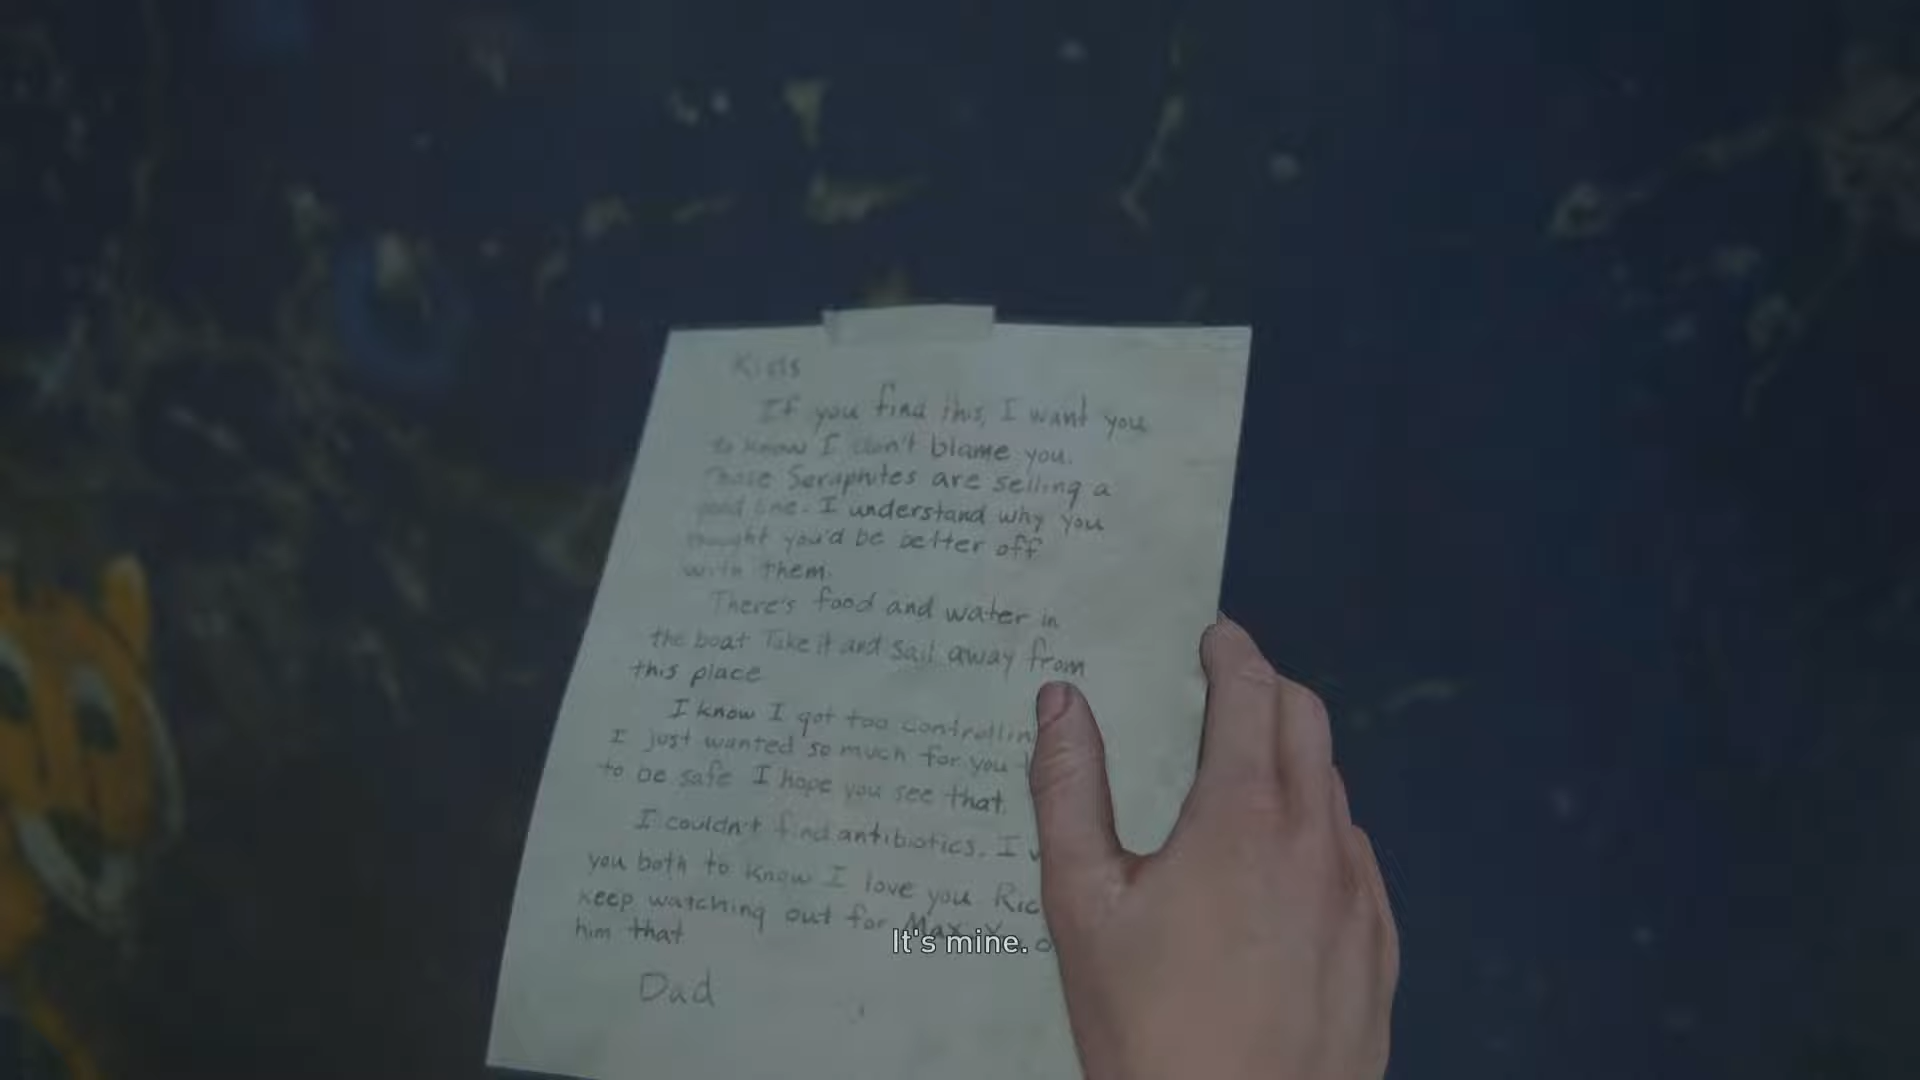 Kids
If you find this, I want you
to know I don't blame you.
Those Seraphites are selling a
good line. I understand why you
thought you'd be better off
with them.
There's food and water in
the boat Take it and sail away from
this place
I know I got too controllin
I just wanted so much for you
to be safe I hope you see that.
I couldn't find antibiotics. I
you both to know I love you Ric
keep watching out for Max
him that
Dad
It's mine.